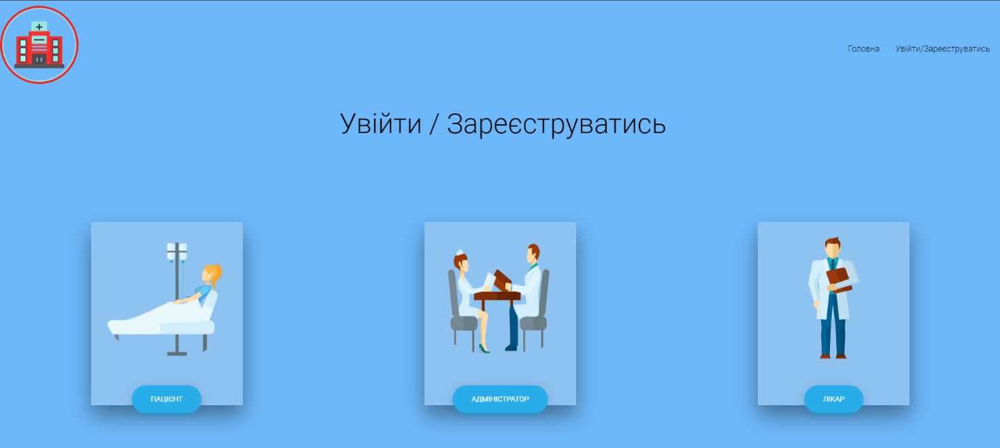 Головна Увійти/Зареєструватись
Увійти / Зареєструватись
ПАЦІЄНТ АДМІНІСТРАТОР ЛІКАР